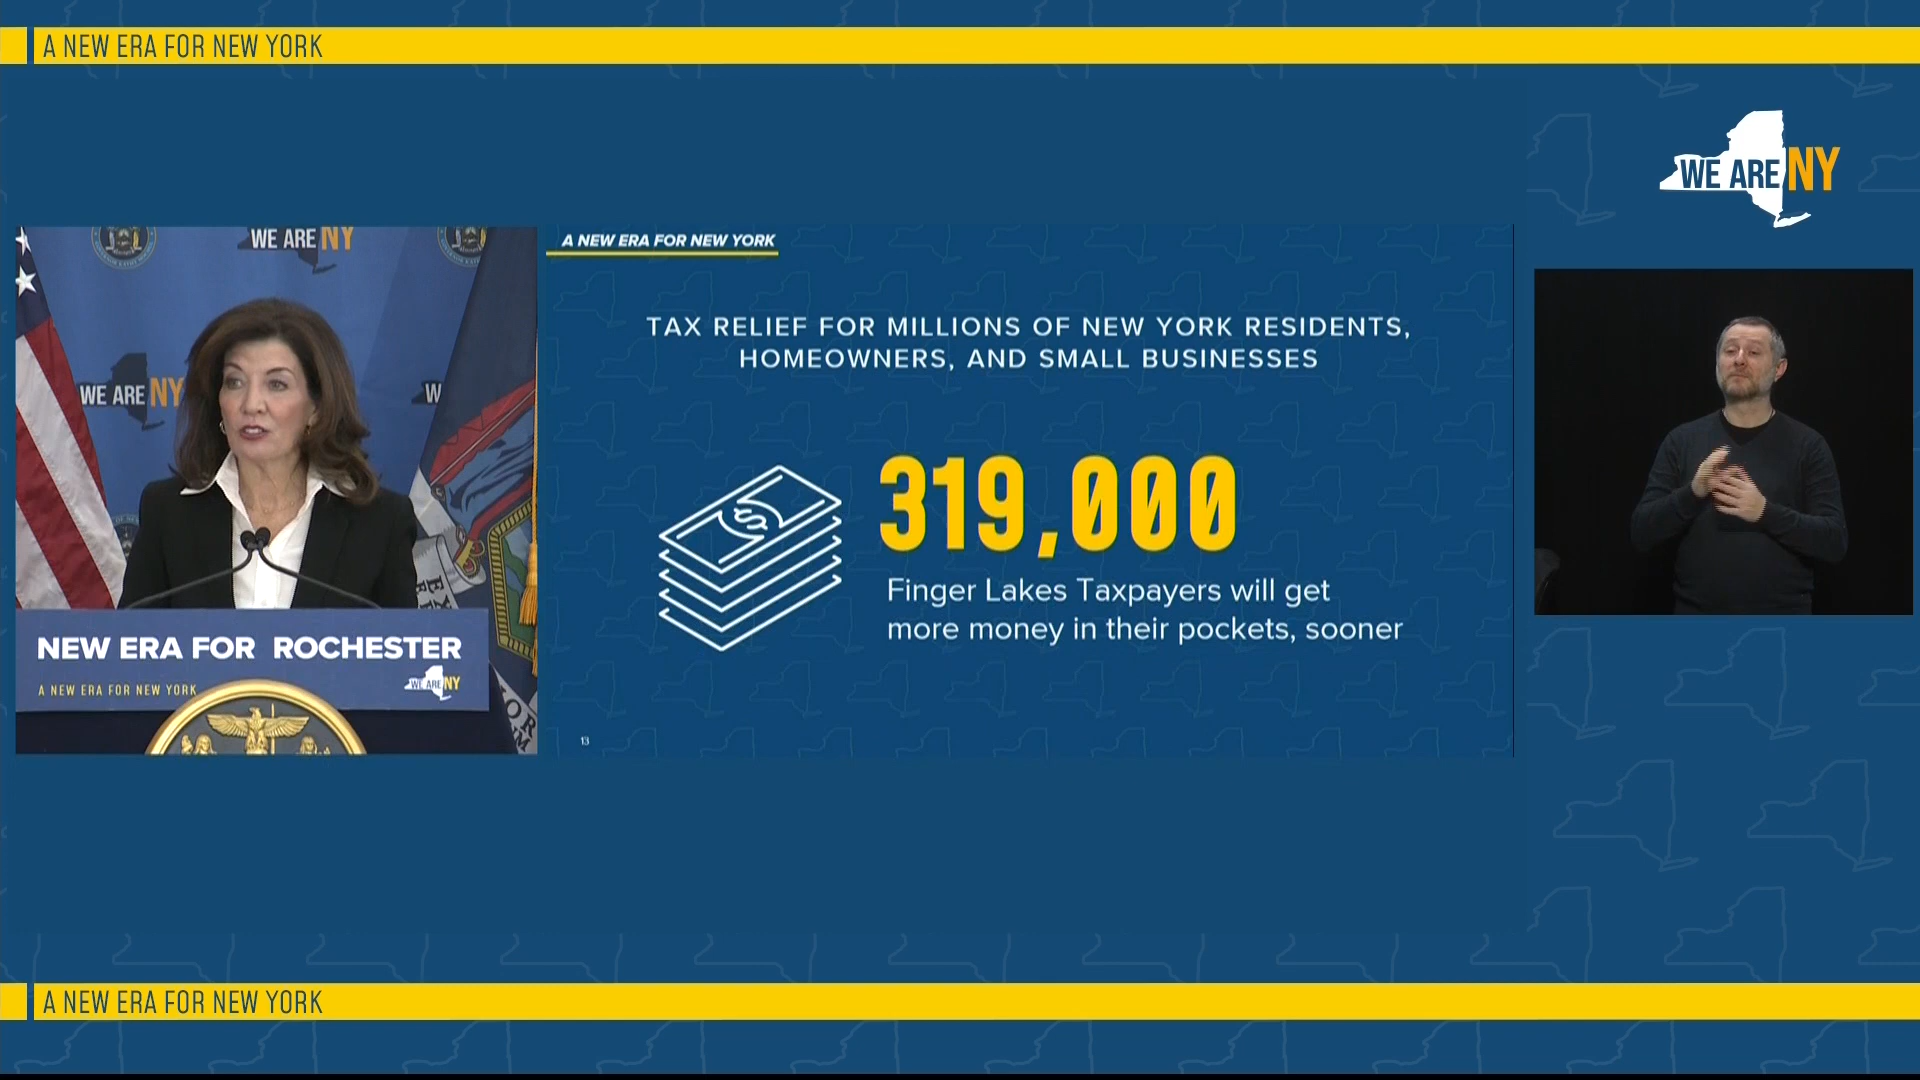 A NEW ERA FOR NEW YORK
WE ARE NY
WE ARE NY
WE ARE NY
W
NEW ERA FOR ROCHESTER
A NEW ERA FOR NEW YORK
WE ARE NY
A NEW ERA FOR NEW YORK
TAX RELIEF FOR MILLIONS OF NEW YORK RESIDENTS,
HOMEOWNERS, AND SMALL BUSINESSES
319,000
Finger Lakes Taxpayers will get
more money in their pockets, sooner
13
A NEW ERA FOR NEW YORK